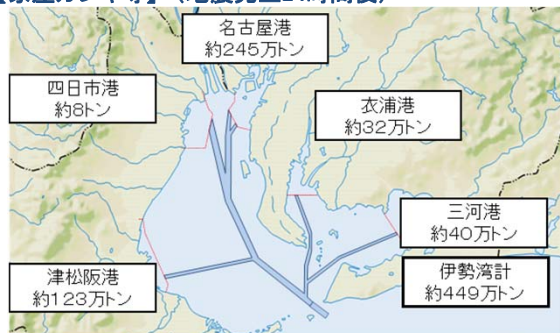 名古屋港
約245万トン
四日市港
約8トン
衣浦港
約32万トン
三河港
約40万トン
津松阪港
約123万トン
伊勢湾計
約449万トン